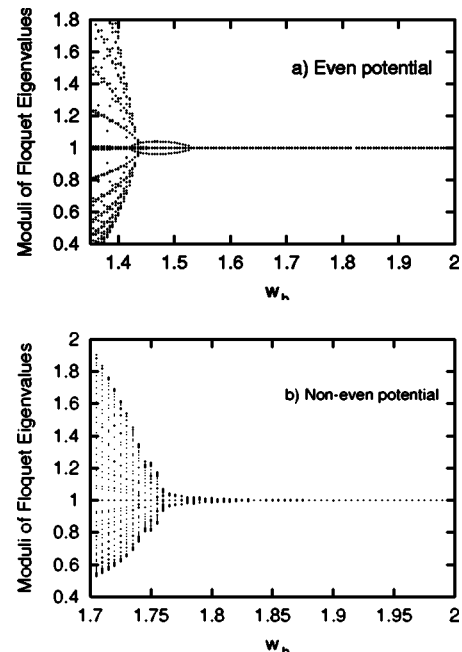 1.8
a) Even potential
1.6
1.4
1.2
1
0.8
0.6
0.4
Moduli of Floquet Eigenvalues
1.4 1.5 1.6 1.7 1.8 1.9 2
w_b
2
b) Non-even potential
1.8
1.6
1.4
1.2
1
0.8
0.6
0.4
Moduli of Floquet Eigenvalues
1.7 1.75 1.8 1.85 1.9 1.95 2
w_b